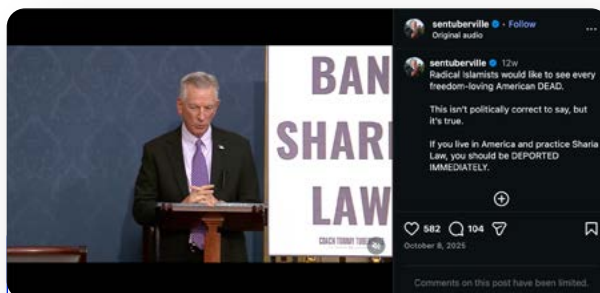 BAN
SHARI
LAW
COACH TOMMY
sentuberville • Follow
Original audio
sentuberville 12w
Radical Islamists would like to see every
freedom-loving American DEAD.
This isn't politically correct to say, but
it's true.
If you live in America and practice Sharia
Law, you should be DEPORTED
IMMEDIATELY.
582 104
October 8, 2025
Comments on this post have been limited.